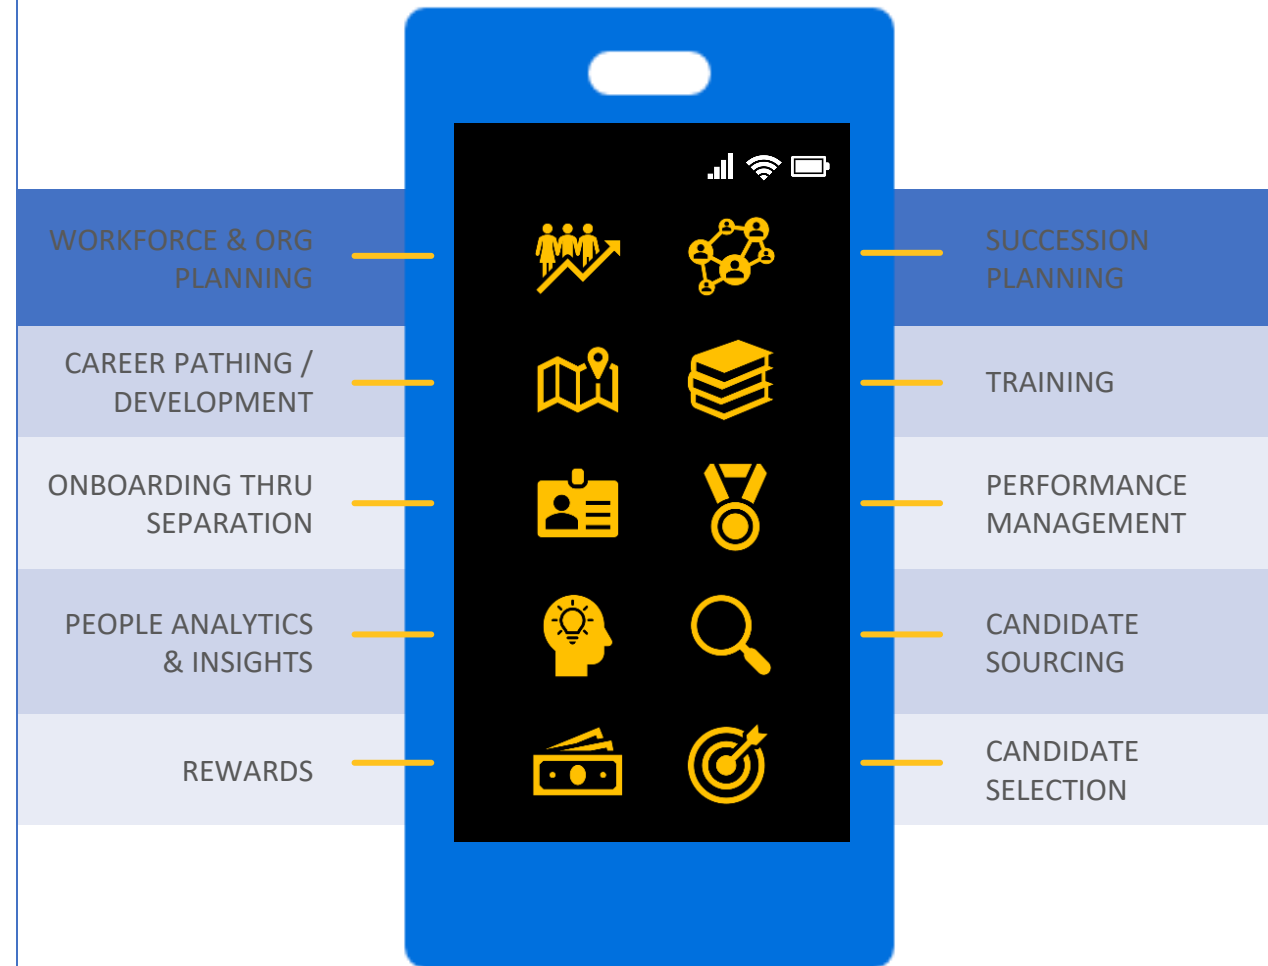 WORKFORCE & ORG
PLANNING
SUCCESSION
PLANNING
CAREER PATHING /
DEVELOPMENT
TRAINING
ONBOARDING THRU
SEPARATION
PERFORMANCE
MANAGEMENT
PEOPLE ANALYTICS
& INSIGHTS
CANDIDATE
SOURCING
REWARDS
CANDIDATE
SELECTION